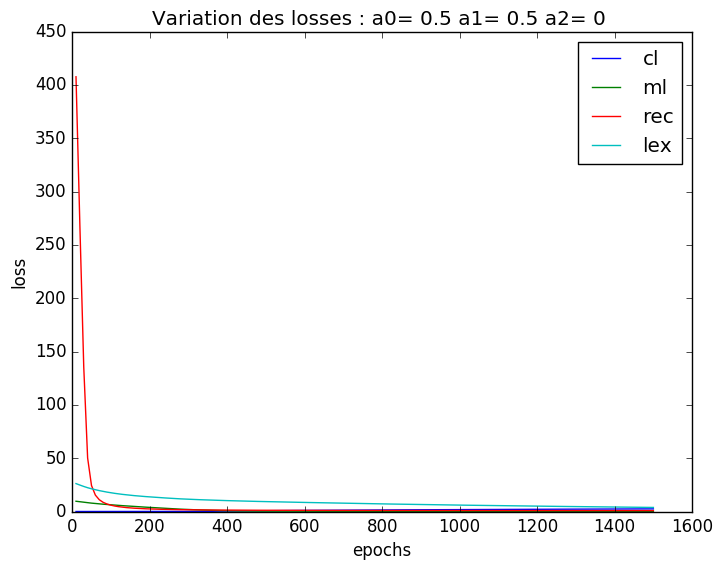 Variation des losses : a0= 0.5 a1= 0.5 a2= 0
450
400
350
300
250
200
150
100
50
0
loss
cl
ml
rec
lex
0 200 400 600 800 1000 1200 1400 1600
epochs